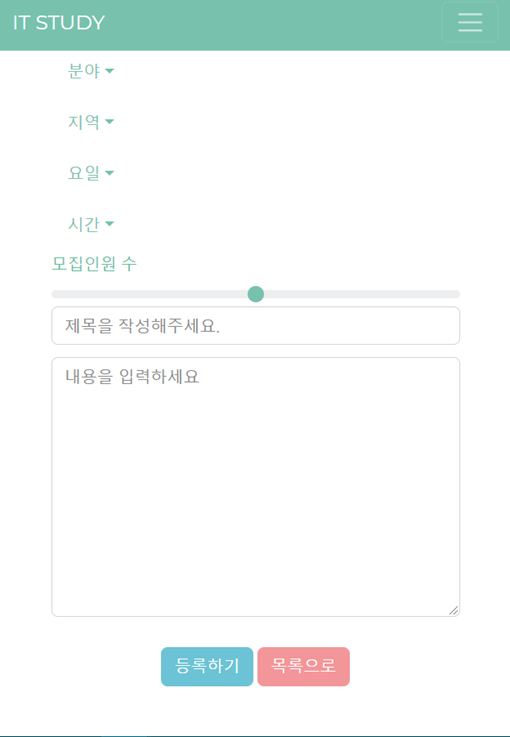 IT STUDY
분야
지역
요일
시간
모집인원 수
제목을 작성해주세요.
내용을 입력하세요
등록하기 목록으로